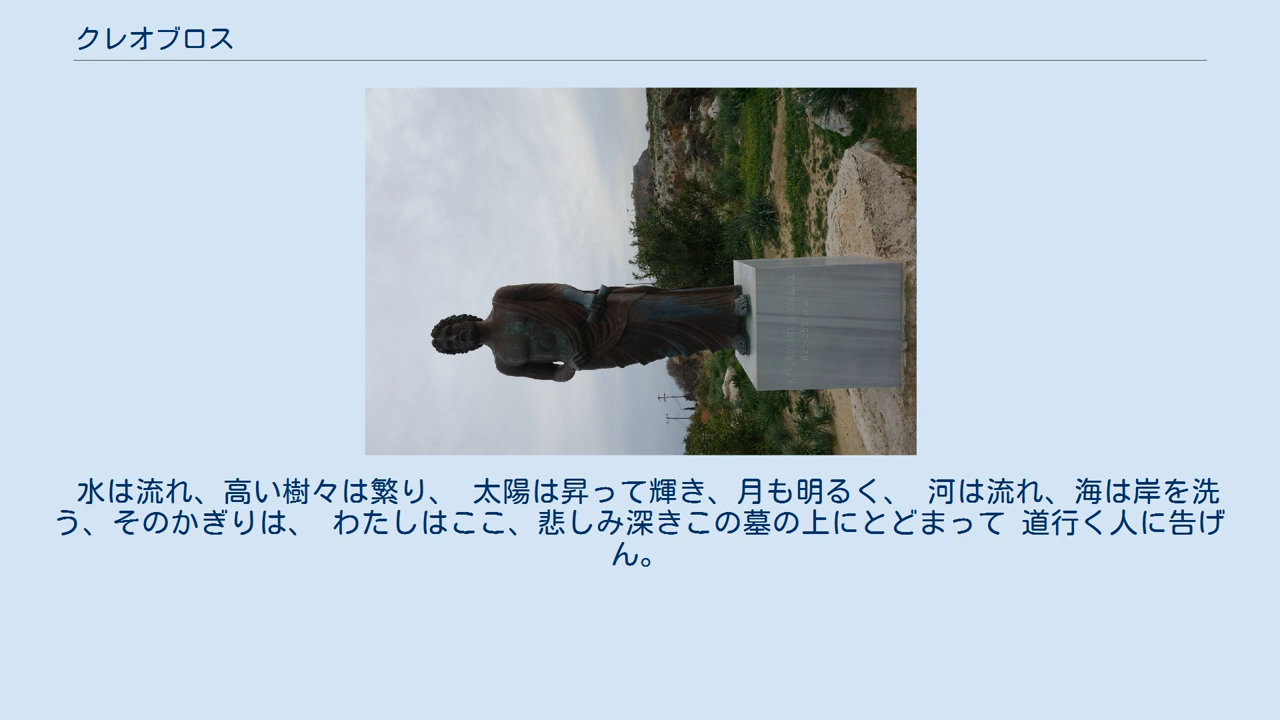 クレオブロス
水は流れ、高い樹々は繁り、 太陽は昇って輝き、月も明るく、 河は流れ、海は岸を洗
う、そのかぎりは、 わたしはここ、悲しみ深きこの墓の上にとどまって 道行く人に告げ
ん。